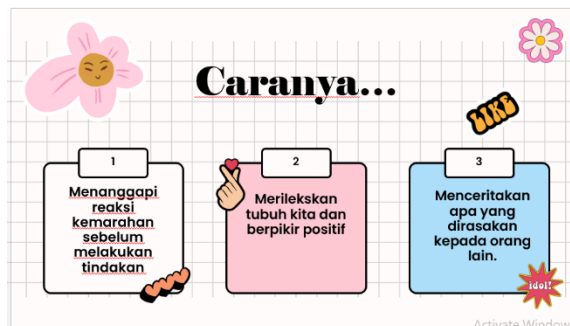 Caranya...
LIKE
1
Menanggapi
reaksi
kemarahan
sebelum
melakukan
tindakan
2
Merilekskan
tubuh kita dan
berpikir positif
3
Menceritakan
apa yang
dirasakan
kepada orang
lain.
idol!
Activate Window